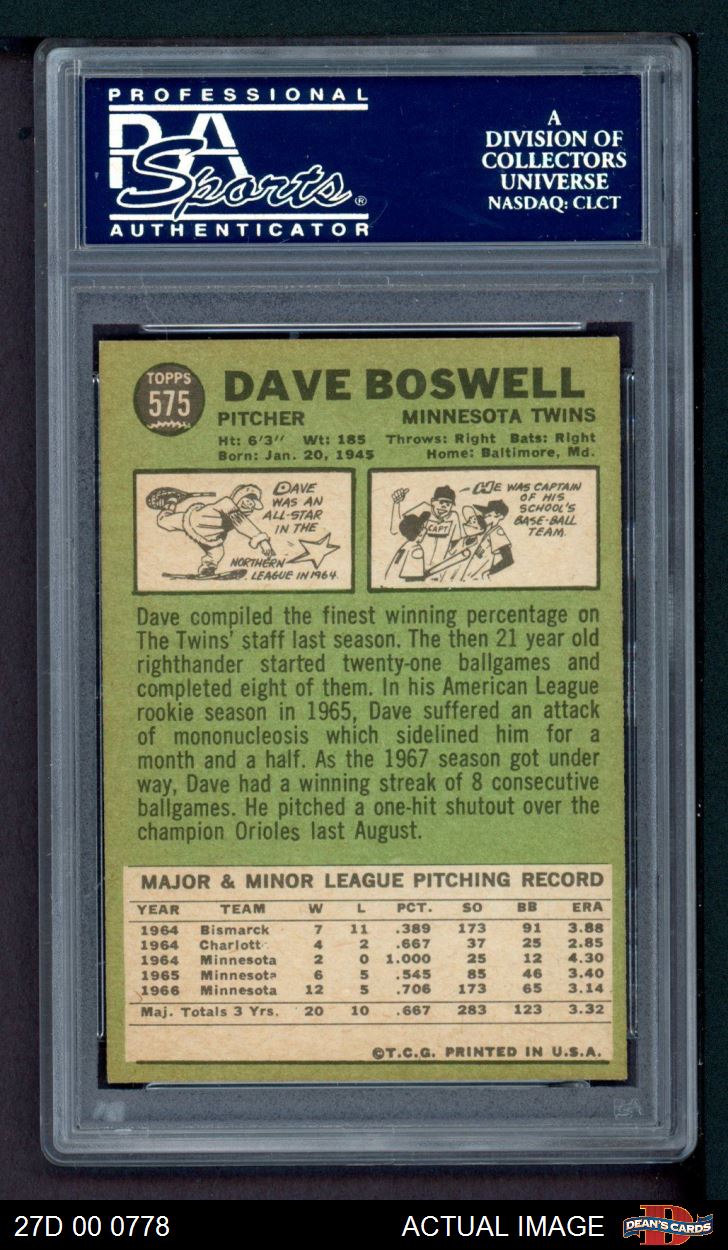 PROFESSIONAL
PSA
Sports®
AUTHENTICATOR
A
DIVISION OF
COLLECTORS
UNIVERSE
NASDAQ: CLCT
TOPPS
575
DAVE BOSWELL
PITCHER MINNESOTA TWINS
Ht: 6'3" Wt: 185 Throws: Right Bats: Right
Born: Jan. 20, 1945 Home: Baltimore, Md.
DAVE
WAS AN
ALL-STAR
IN THE
NORTHERN
LEAGUE IN 1964.
HE WAS CAPTAIN
OF HIS
SCHOOL'S
BASE-BALL
TEAM.
CAPT.
Dave compiled the finest winning percentage on
The Twins' staff last season. The then 21 year old
righthander started twenty-one ballgames and
completed eight of them. In his American League
rookie season in 1965, Dave suffered an attack
of mononucleosis which sidelined him for a
month and a half. As the 1967 season got under
way, Dave had a winning streak of 8 consecutive
ballgames. He pitched a one-hit shutout over the
champion Orioles last August.
MAJOR & MINOR LEAGUE PITCHING RECORD
YEAR TEAM W L PCT. SO BB ERA
1964 Bismarck 7 11 .389 173 91 3.88
1964 Charlott 4 2 .667 37 25 2.85
1964 Minnesota 2 0 1.000 25 12 4.30
1965 Minnesota 6 5 .545 85 46 3.40
1966 Minnesota 12 5 .706 173 65 3.14
Maj. Totals 3 Yrs. 20 10 .667 283 123 3.32
©T.C.G. PRINTED IN U.S.A.
PSA
27D 00 0778
ACTUAL IMAGE
DEAN'S CARDS